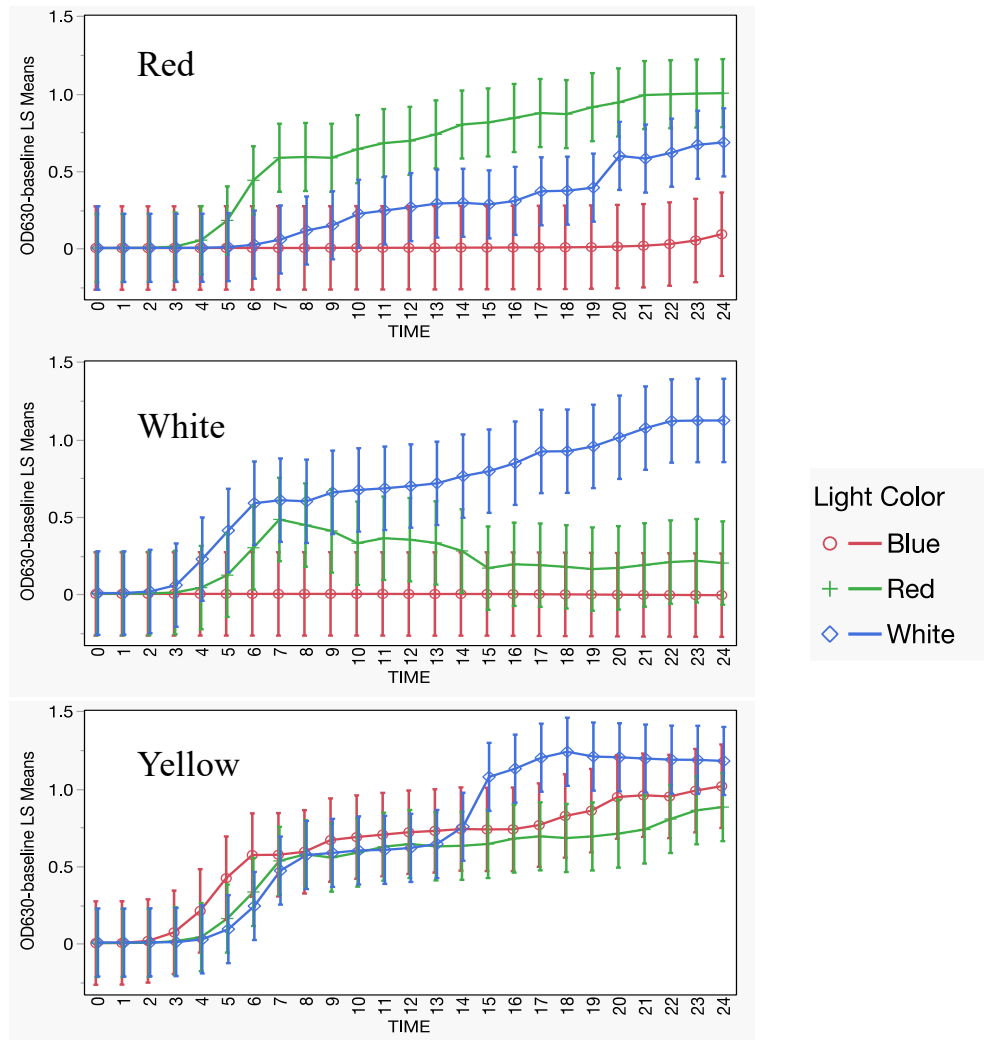 1.5
1.0
0.5
0
OD630-baseline LS Means
Red
0 1 2 3 4 5 6 7 8 9 10 11 12 13 14 15 16 17 18 19 20 21 22 23 24
TIME
1.5
1.0
0.5
0
OD630-baseline LS Means
White
0 1 2 3 4 5 6 7 8 9 10 11 12 13 14 15 16 17 18 19 20 21 22 23 24
TIME
Light Color
Blue
Red
White
1.5
1.0
0.5
0
OD630-baseline LS Means
Yellow
0 1 2 3 4 5 6 7 8 9 10 11 12 13 14 15 16 17 18 19 20 21 22 23 24
TIME